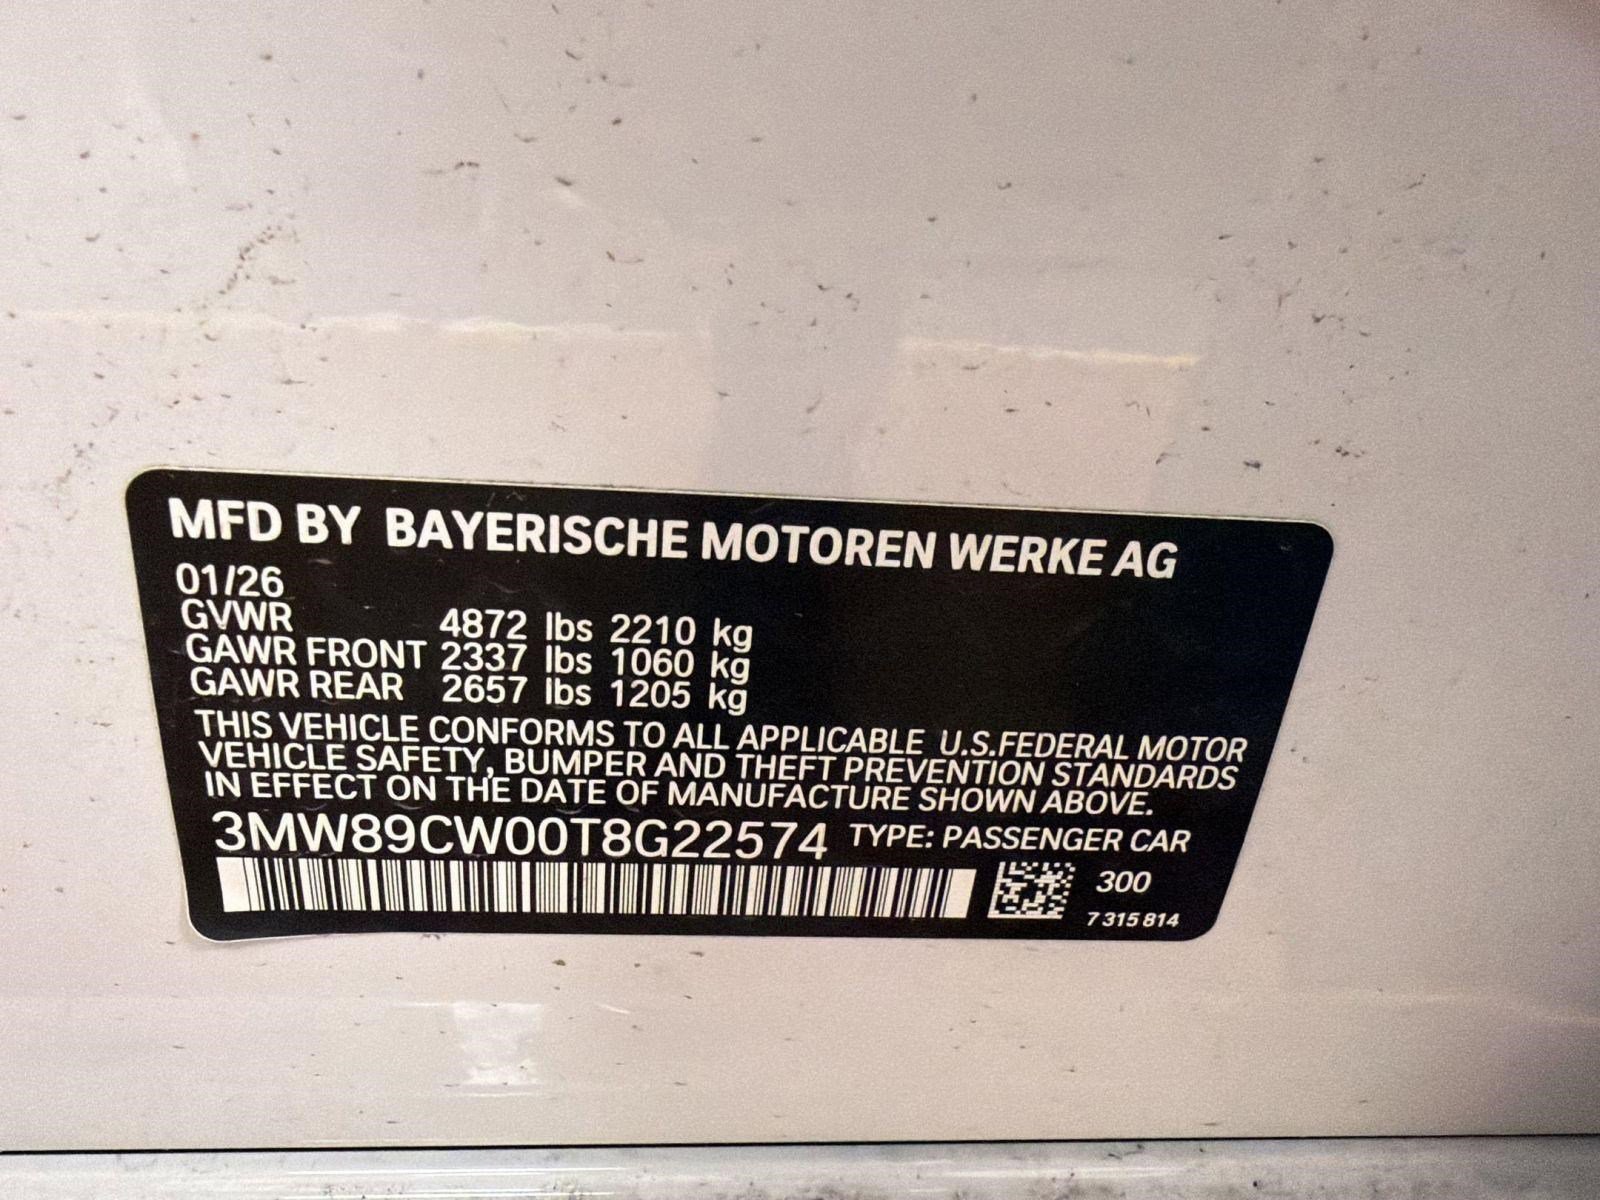 MFD BY BAYERISCHE MOTOREN WERKE AG
01/26
GVWR 4872 lbs 2210 kg
GAWR FRONT 2337 lbs 1060 kg
GAWR REAR 2657 lbs 1205 kg
THIS VEHICLE CONFORMS TO ALL APPLICABLE U.S.FEDERAL MOTOR
VEHICLE SAFETY, BUMPER AND THEFT PREVENTION STANDARDS
IN EFFECT ON THE DATE OF MANUFACTURE SHOWN ABOVE.
3MW89CW00T8G22574 TYPE: PASSENGER CAR
300
7 315 814